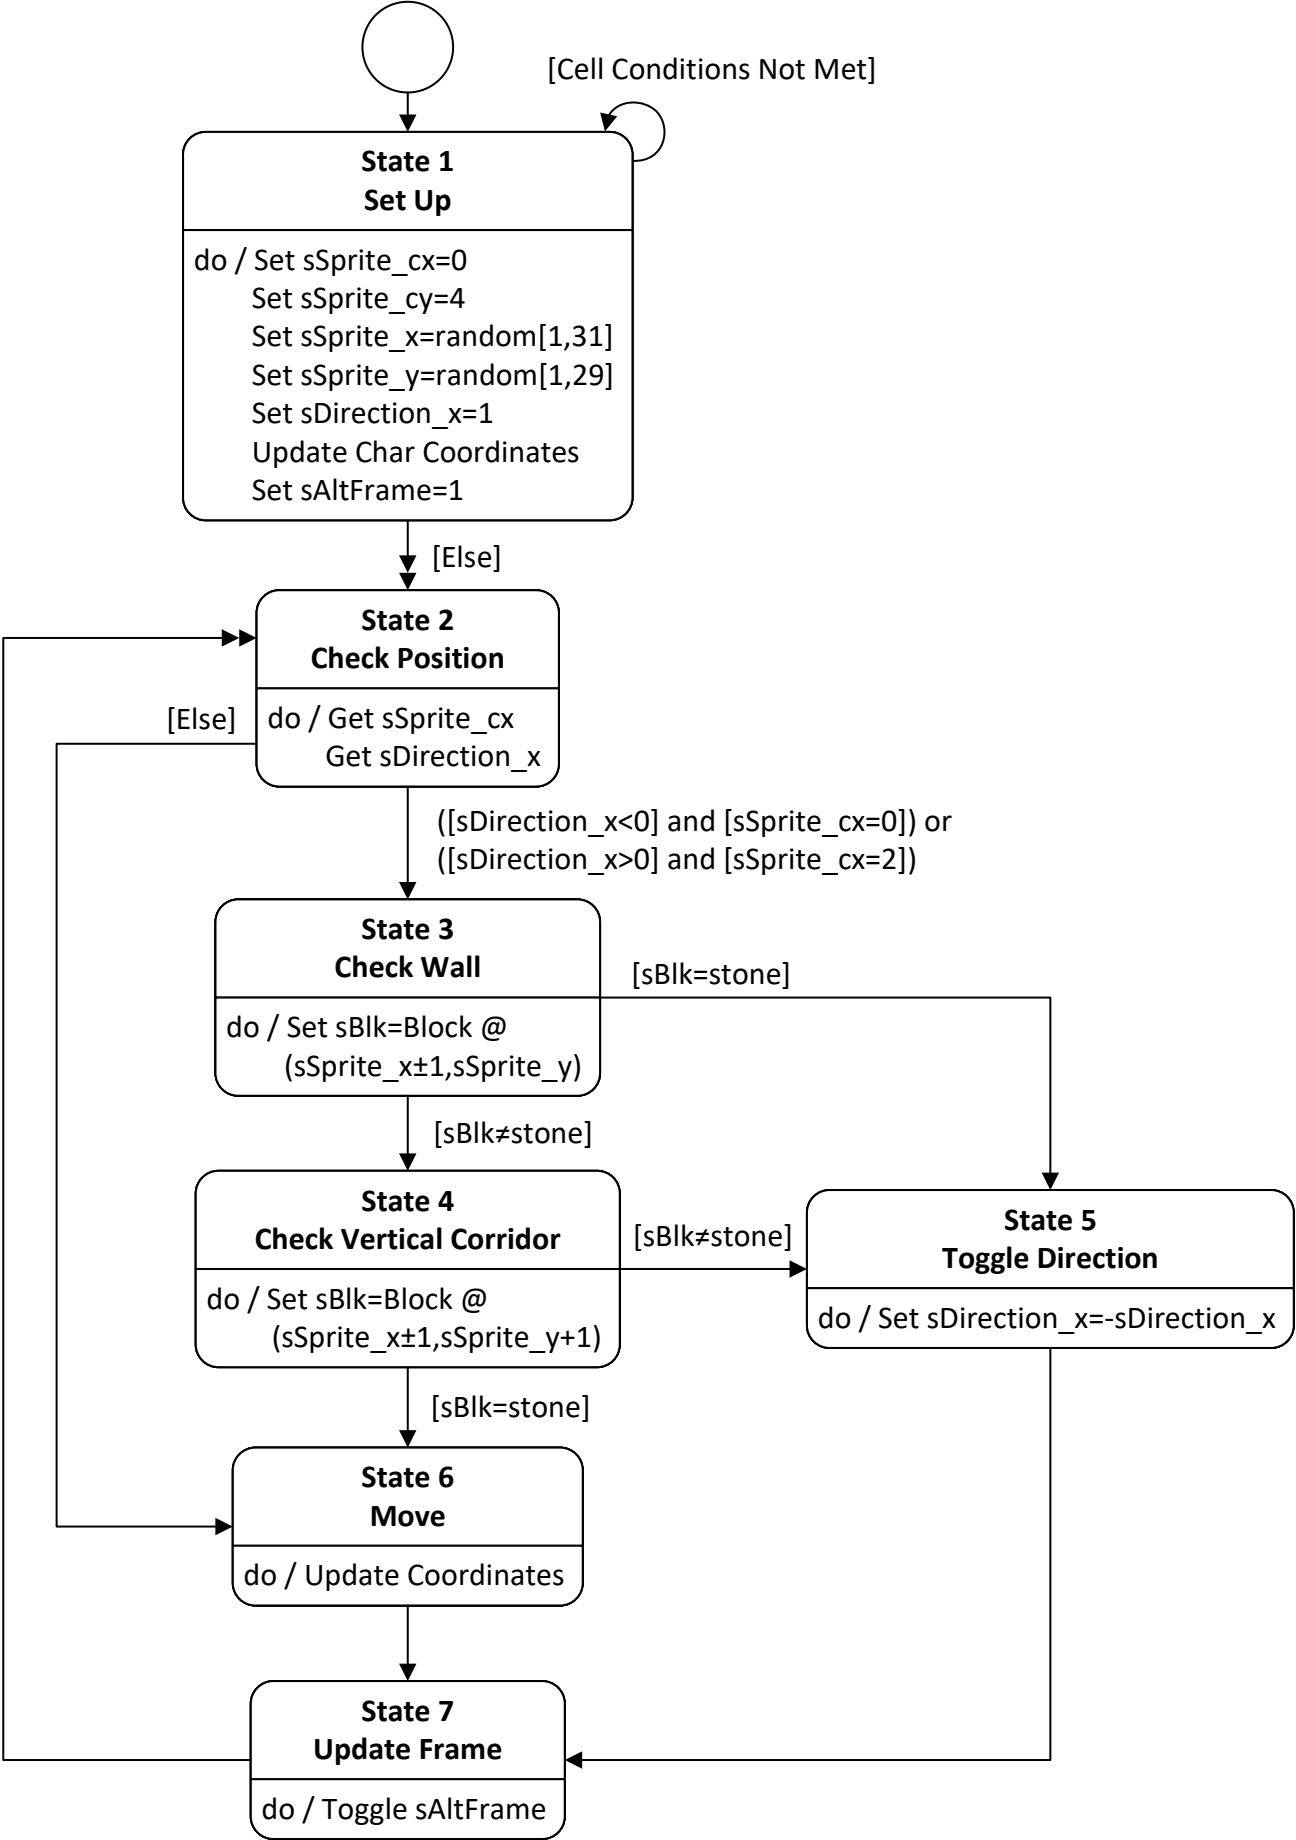 [Cell Conditions Not Met]
State 1
Set Up
do / Set sSprite_cx=0
Set sSprite_cy=4
Set sSprite_x=random[1,31]
Set sSprite_y=random[1,29]
Set sDirection_x=1
Update Char Coordinates
Set sAltFrame=1
[Else]
State 2
Check Position
[Else]
do / Get sSprite_cx
Get sDirection_x
([sDirection_x<0] and [sSprite_cx=0]) or
([sDirection_x>0] and [sSprite_cx=2])
State 3
Check Wall
[sBlk=stone]
do / Set sBlk=Block @
(sSprite_x±1,sSprite_y)
[sBlk≠stone]
State 4
Check Vertical Corridor
[sBlk≠stone]
do / Set sBlk=Block @
(sSprite_x±1,sSprite_y+1)
State 5
Toggle Direction
do / Set sDirection_x=-sDirection_x
[sBlk=stone]
State 6
Move
do / Update Coordinates
State 7
Update Frame
do / Toggle sAltFrame